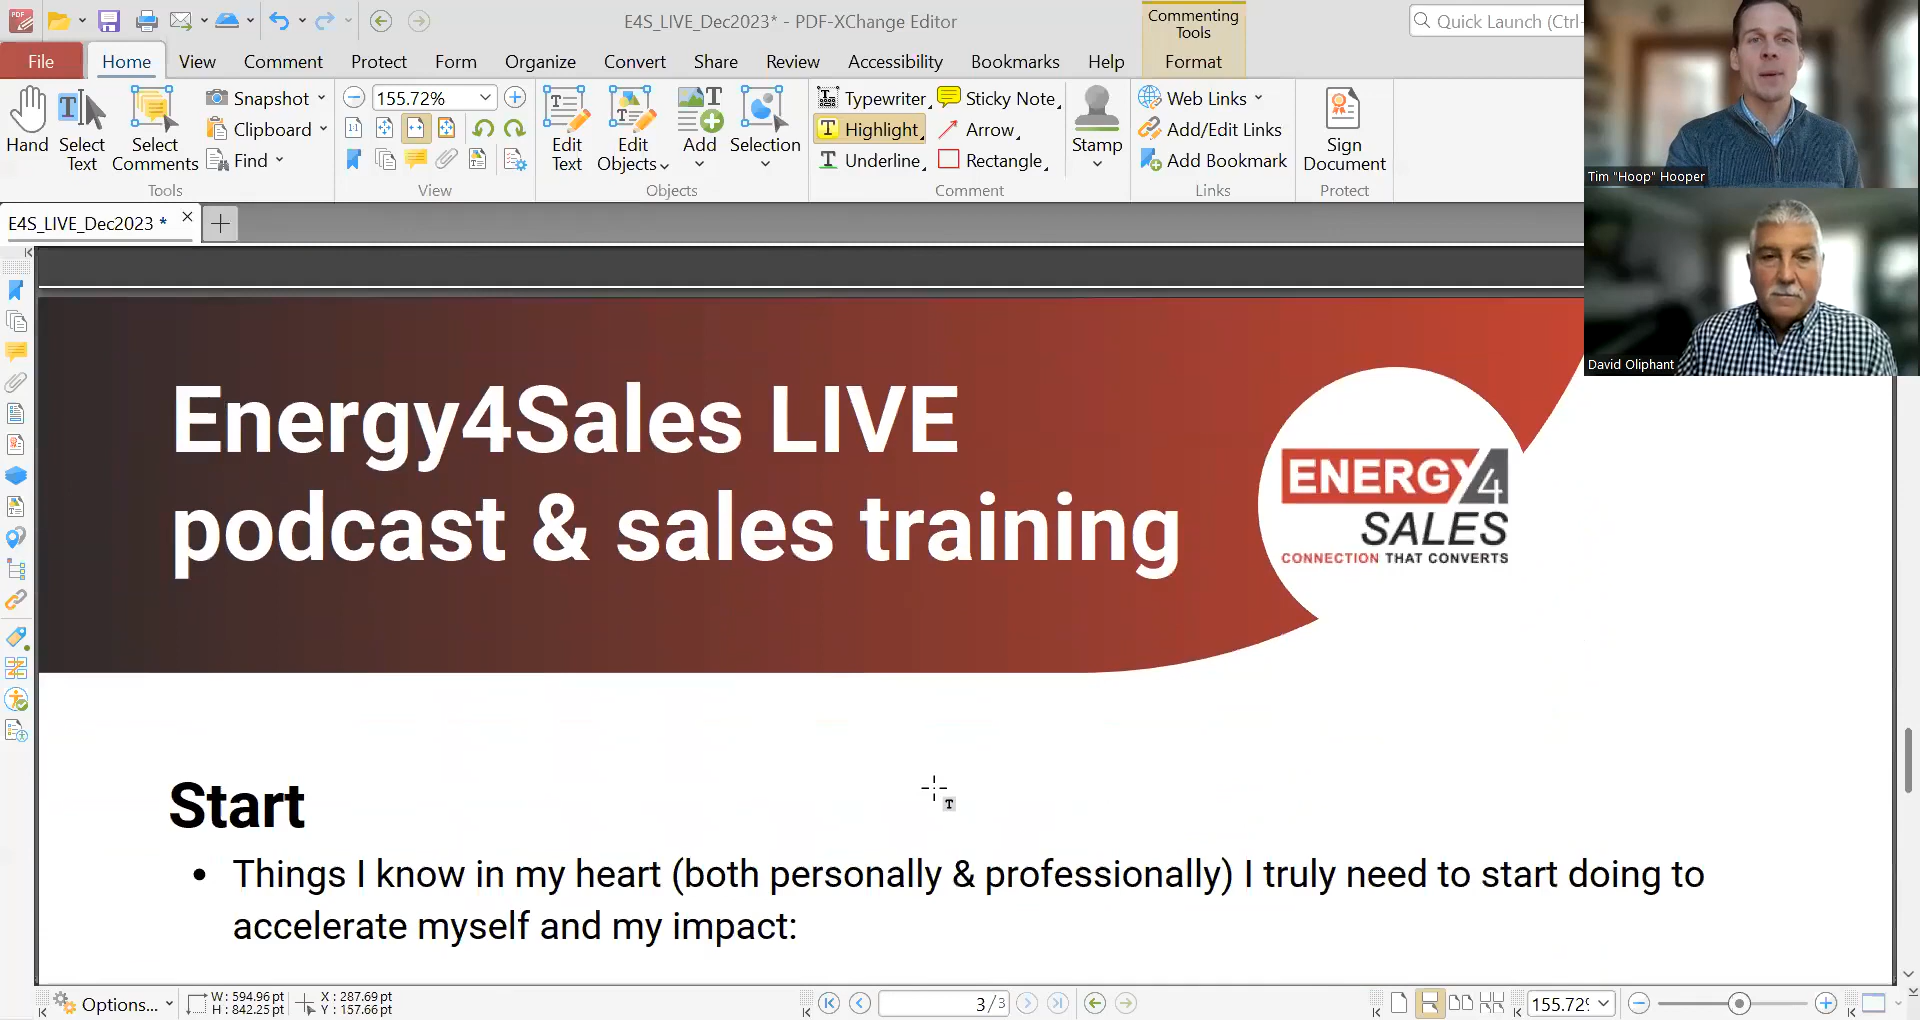 E4S_LIVE_Dec2023* - PDF-XChange Editor
Commenting
Tools
Quick Launch (Ctrl-
File
Home
View
Comment
Protect
Form
Organize
Convert
Share
Review
Accessibility
Bookmarks
Help
Format
Hand
Select
Text
Select
Comments
Snapshot
Clipboard
Find
Tools
155.72%
View
Edit
Text
Edit
Objects
Add
Selection
Objects
Typewriter
Highlight
Underline
Sticky Note
Arrow
Rectangle
Stamp
Comment
Web Links
Add/Edit Links
Add Bookmark
Links
Sign
Document
Protect
Tim "Hoop" Hooper
David Oliphant
E4S_LIVE_Dec2023 *
Energy4Sales LIVE
podcast & sales training
ENERGY4
SALES
CONNECTION THAT CONVERTS
Start
• Things I know in my heart (both personally & professionally) I truly need to start doing to
accelerate myself and my impact:
Options...
W: 594.96 pt
H: 842.25 pt
X: 287.69 pt
Y: 157.66 pt
3/3
155.72%